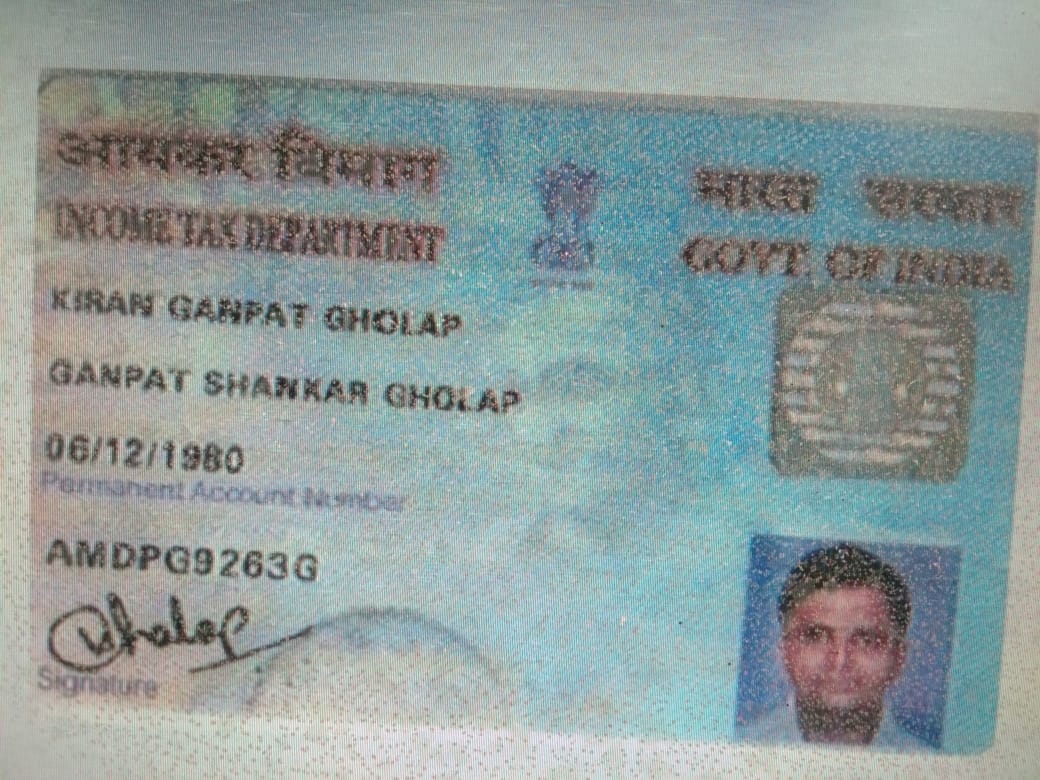 आयकर विभाग
भारत सरकार
INCOME TAX DEPARTMENT
GOVT. OF INDIA
KIRAN GANPAT GHOLAP
GANPAT SHANKAR GHOLAP
06/12/1980
Permanent Account Number
AMDPG9263G
Gholap
Signature